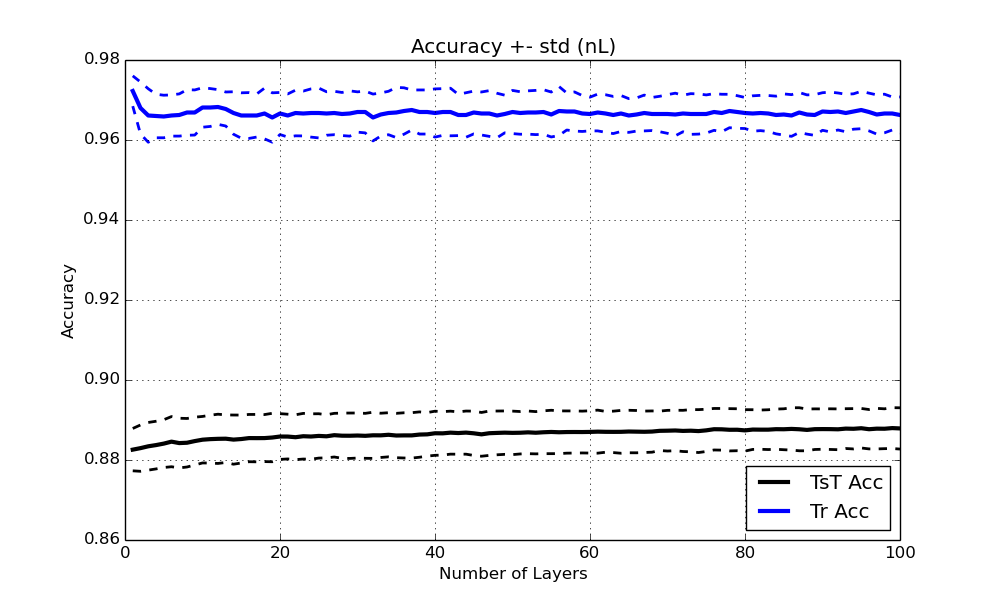 Accuracy +- std (nL)
0.98
0.96
0.94
0.92
0.90
0.88
0.86
Accuracy
0 20 40 60 80 100
Number of Layers
TsT Acc
Tr Acc